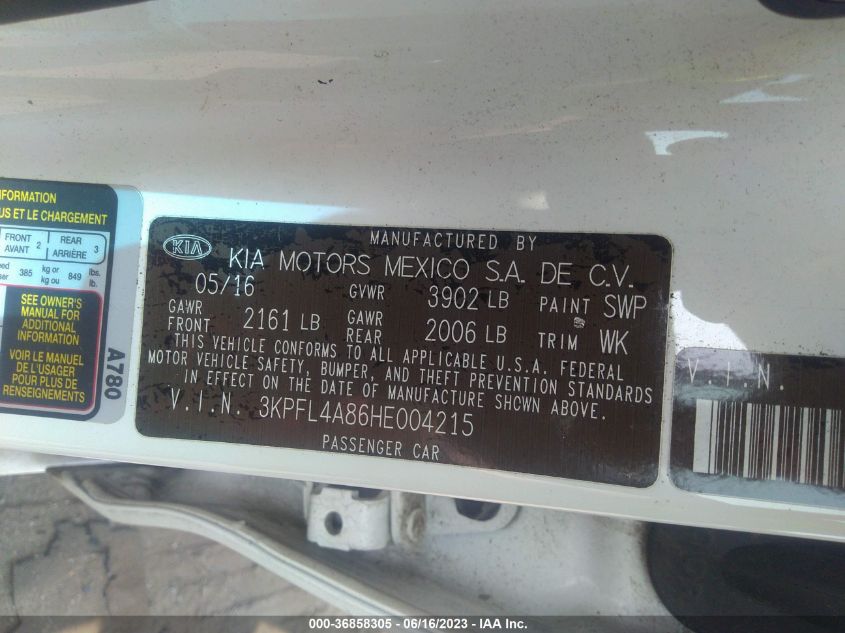 INFORMATION
US ET LE CHARGEMENT
FRONT AVANT 2 REAR ARRIÈRE 3
385 kg or kg ou 849 lbs. lb.
SEE OWNER'S
MANUAL FOR
ADDITIONAL
INFORMATION
VOIR LE MANUEL
DE L'USAGER
POUR PLUS DE
RENSEIGNEMENTS
A780
MANUFACTURED BY
KIA KIA MOTORS MEXICO S.A. DE C.V.
05/16 GVWR 3902 LB PAINT SWP
GAWR FRONT 2161 LB GAWR REAR 2006 LB TRIM WK
THIS VEHICLE CONFORMS TO ALL APPLICABLE U.S.A. FEDERAL
MOTOR VEHICLE SAFETY, BUMPER, AND THEFT PREVENTION STANDARDS
IN EFFECT ON THE DATE OF MANUFACTURE SHOWN ABOVE.
V.I.N. 3KPFL4A86HE004215
PASSENGER CAR
V.I.N.
000-36858305 - 06/16/2023 - IAA Inc.